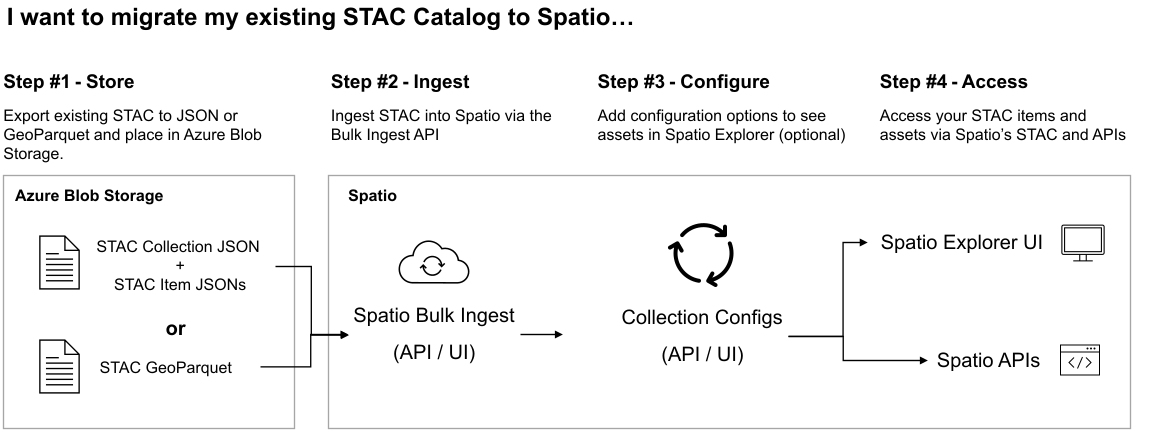 I want to migrate my existing STAC Catalog to Spatio…
Step #1 - Store
Export existing STAC to JSON or
GeoParquet and place in Azure Blob
Storage.
Step #2 - Ingest
Ingest STAC into Spatio via the
Bulk Ingest API
Step #3 - Configure
Add configuration options to see
assets in Spatio Explorer (optional)
Step #4 - Access
Access your STAC items and
assets via Spatio’s STAC and APIs
Azure Blob Storage
STAC Collection JSON
+
STAC Item JSONs
or
STAC GeoParquet
Spatio
Spatio Bulk Ingest
(API / UI)
Collection Configs
(API / UI)
Spatio Explorer UI
Spatio APIs
</>